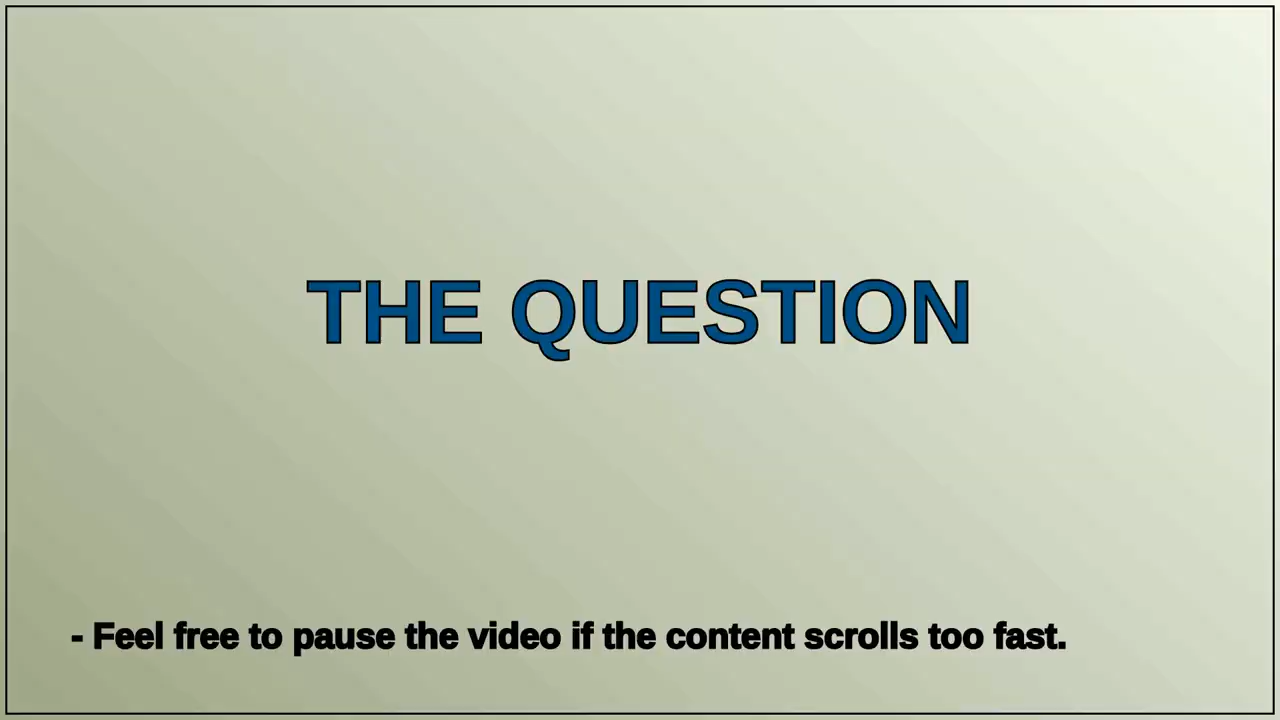 THE QUESTION
- Feel free to pause the video if the content scrolls too fast.